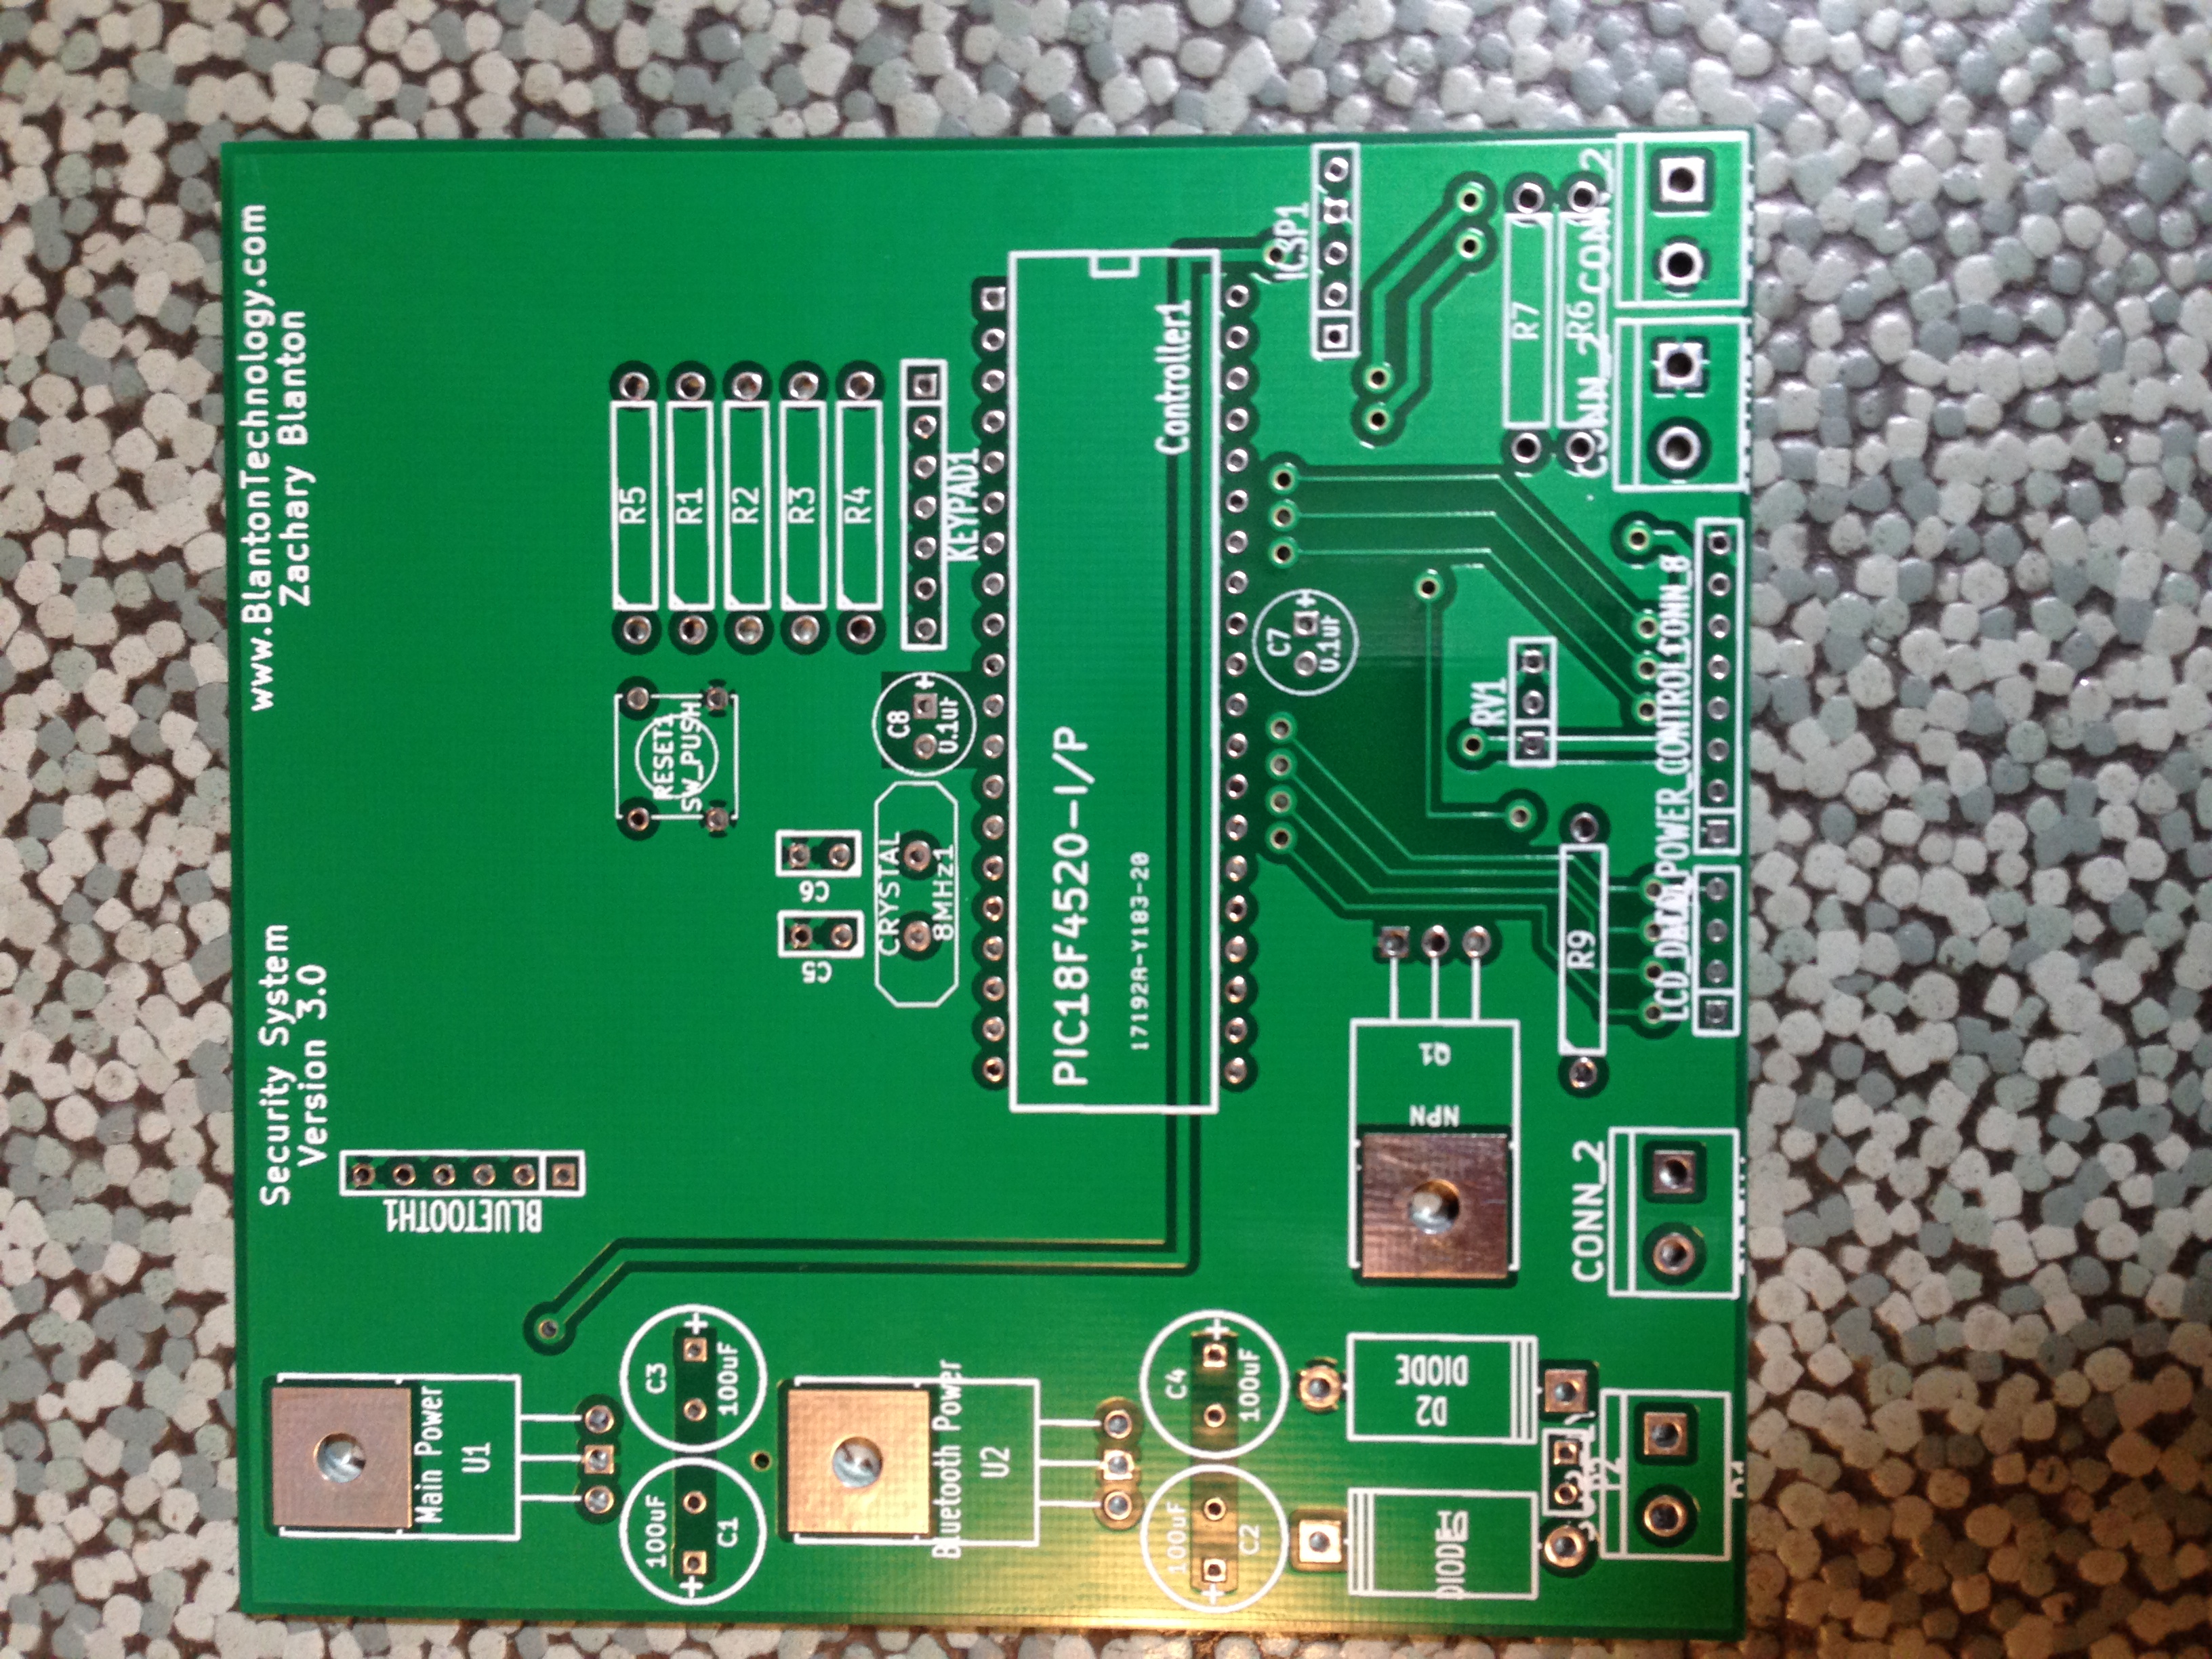 Security System
Version 3.0
www.BlantonTechnology.com
Zachary Blanton
Main Power
U1
BLUETOOTH1
100uF
+
C1
C3
+
100uF
RESET1
SW_PUSH
R5
R1
R2
R3
R4
C5
C6
CRYSTAL
8MHz1
C8
+
0.1uF
KEYPAD1
Bluetooth Power
U2
PIC18F4520-I/P
17192A-Y183-20
Controller1
100uF
+
C2
C4
+
100uF
C7
+
0.1uF
ICSP1
DIODE
D1
D2
DIODE
NPN
Q1
RV1
R7
R6
R9
CONN_2
CONN_2
CONN_2
POWER_CONTROL1
CONN_8